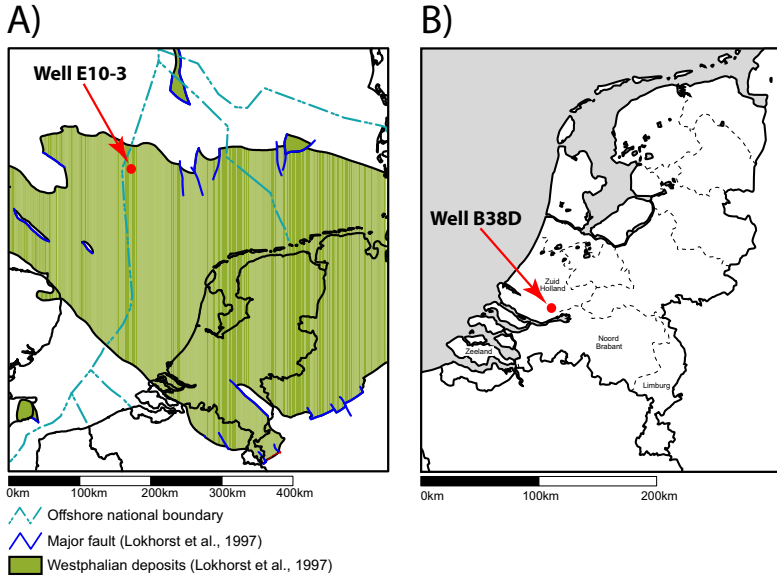 A)
Well E10-3
0km
100km
200km
300km
400km
Offshore national boundary
Major fault (Lokhorst et al., 1997)
Westphalian deposits (Lokhorst et al., 1997)
B)
Well B38D
Zuid
Holland
Noord
Brabant
Zeeland
Limburg
0km
100km
200km